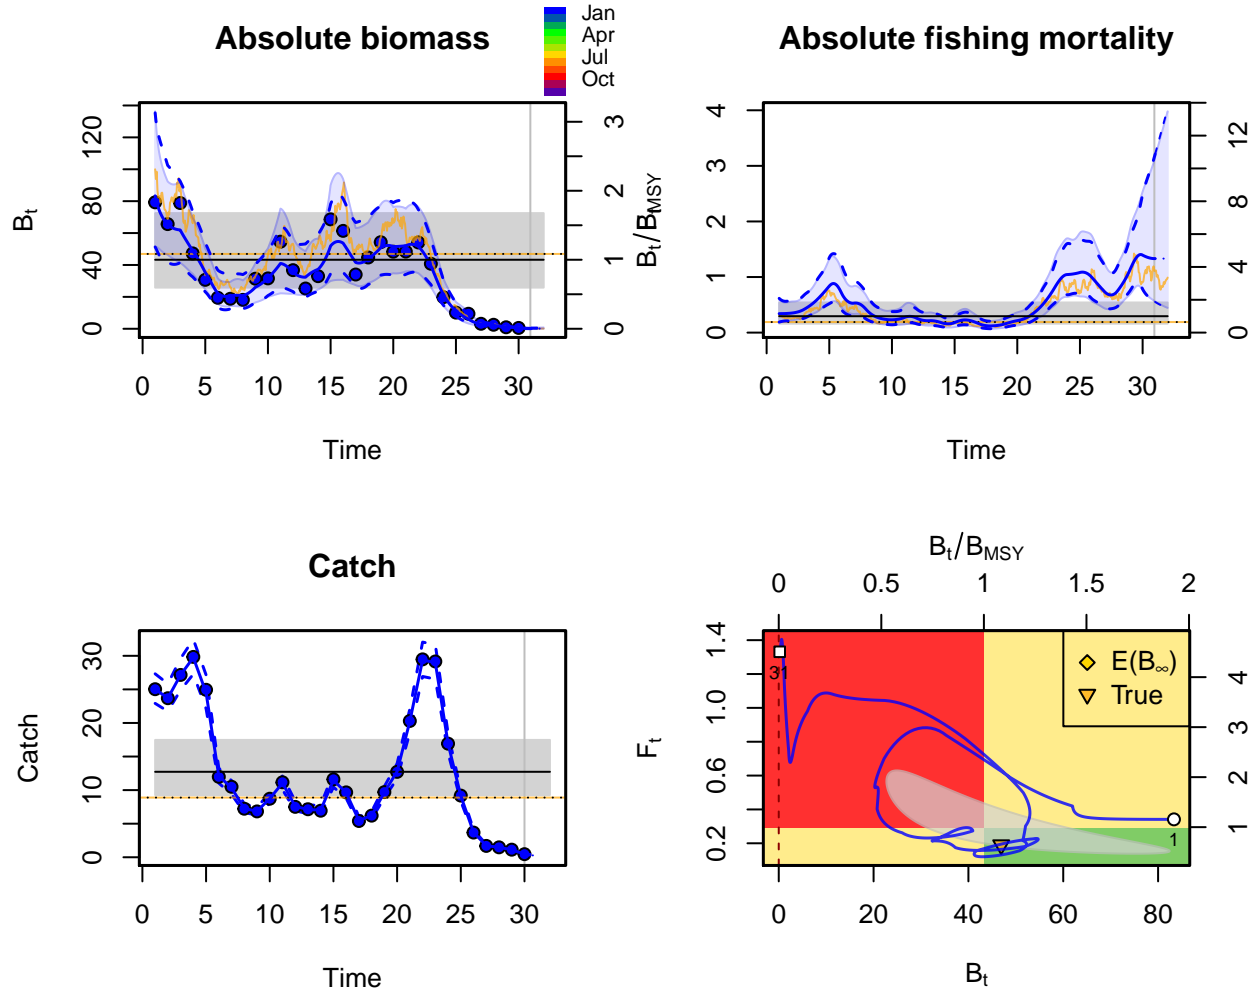 Absolute biomass
Jan
Apr
Jul
Oct
B_t
0 40 80 120
0 1 2 3
B_t/B_MSY
0 5 10 15 20 25 30
Time
Absolute fishing mortality
0 1 2 3 4
0 4 8 12
0 5 10 15 20 25 30
Time
Catch
Catch
0 10 20 30
0 5 10 15 20 25 30
Time
B_t/B_MSY
0 0.5 1 1.5 2
F_t
0.2 0.6 1.0 1.4
1 2 3 4
E(B_∞)
True
31
1
0 20 40 60 80
B_t